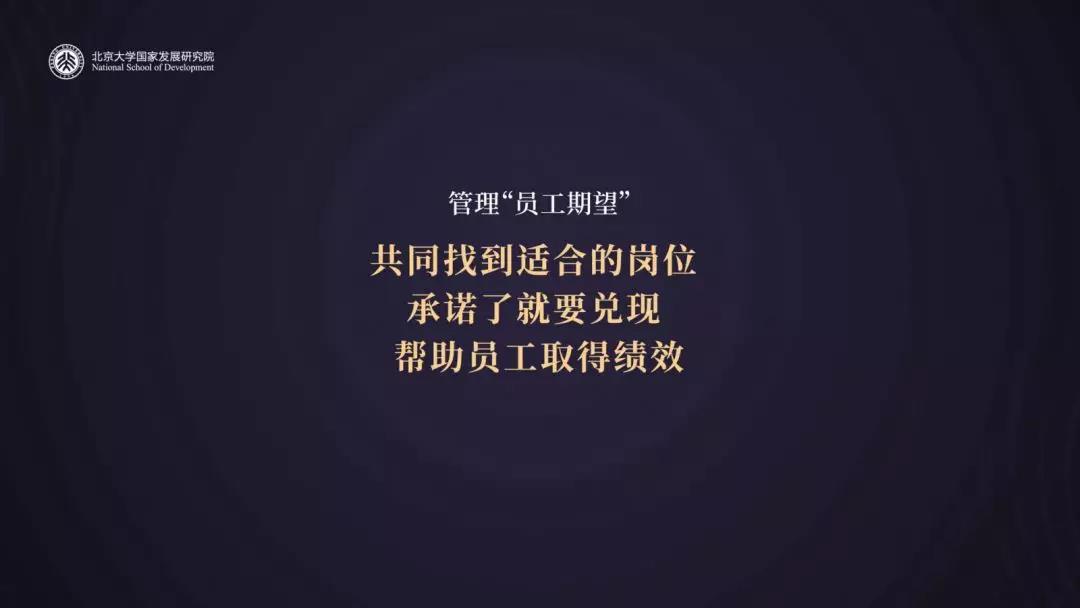 北京大学国家发展研究院
National School of Development
管理“员工期望”
共同找到适合的岗位
承诺了就要兑现
帮助员工取得绩效